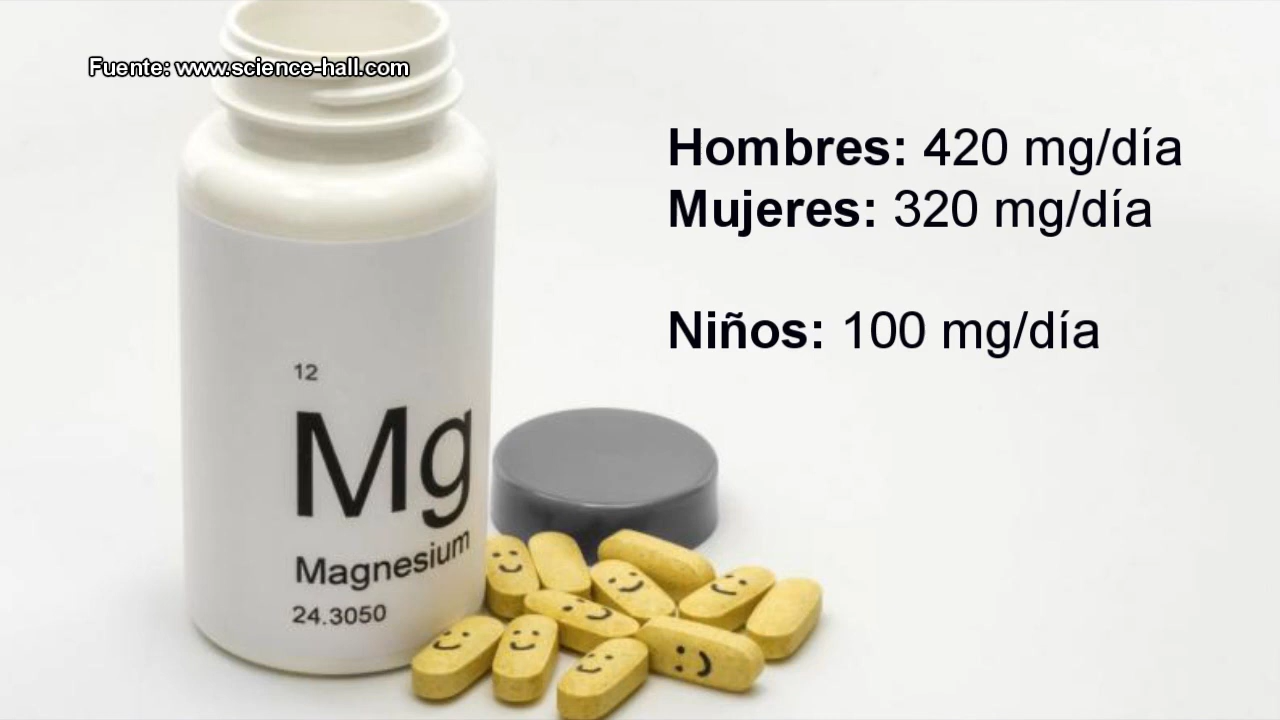 Fuente: www.science-hall.com
Hombres: 420 mg/día
Mujeres: 320 mg/día
Niños: 100 mg/día
12
Mg
Magnesium
24.3050